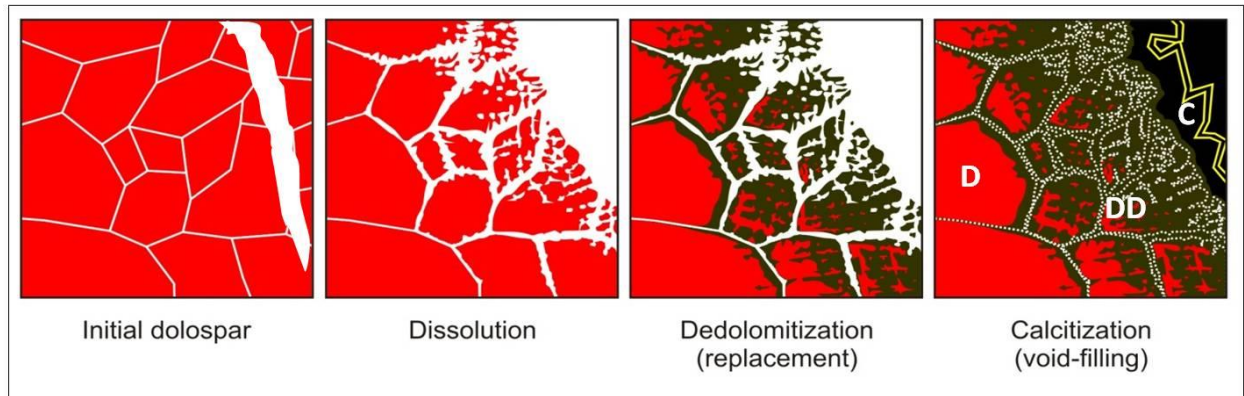 D
DD
C
Initial dolospar
Dissolution
Dedolomitization
(replacement)
Calcitization
(void-filling)